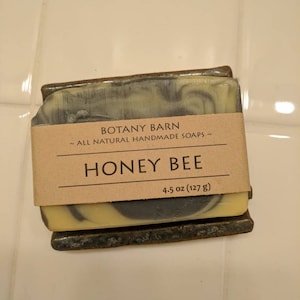 BOTANY BARN
~ ALL NATURAL HANDMADE SOAPS ~
HONEY BEE
4.5 oz (127 g)